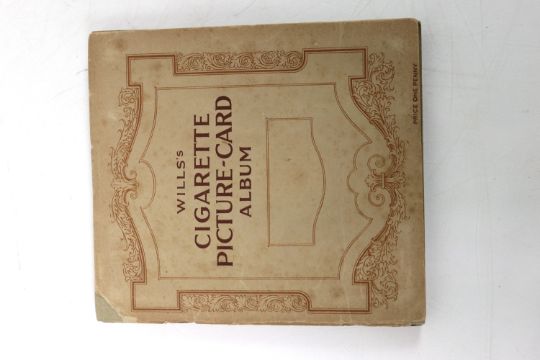 WILLS'S
CIGARETTE
PICTURE-CARD
ALBUM
PRICE ONE PENNY